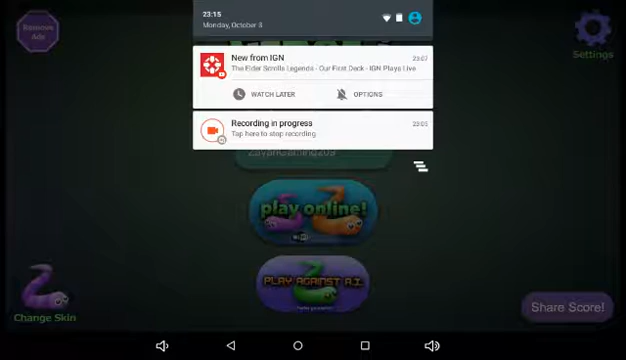 23:15
Monday, October 8
Remove
Ads
Settings
New from IGN
23:07
The Elder Scrolls Legends - Our First Deck - IGN Plays Live
WATCH LATER
OPTIONS
Recording in progress
23:05
Tap here to stop recording
play online!
PLAY AGAINST A.I.
Change Skin
Share Score!